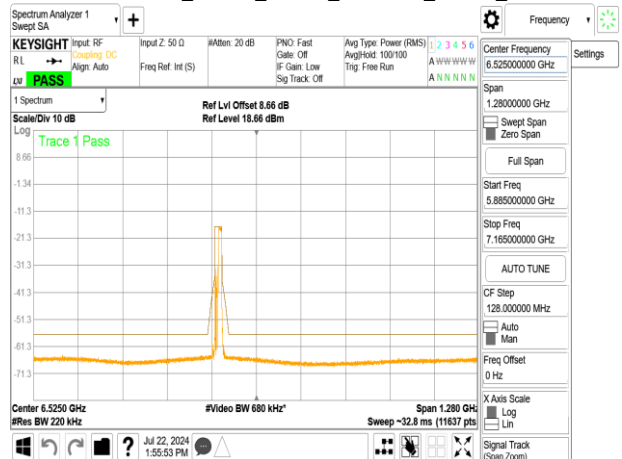 Spectrum Analyzer 1
Swept SA
+
Frequency
KEYSIGHT
RL
PASS
Input: RF
Coupling: DC
Align: Auto
Input Z: 50 Ω
Freq Ref: Int (S)
#Atten: 20 dB
PNO: Fast
Gate: Off
IF Gain: Low
Sig Track: Off
Avg Type: Power (RMS)
Avg|Hold: 100/100
Trig: Free Run
1 2 3 4 5 6
A W W W W W
A N N N N N
Center Frequency
6.525000000 GHz
Settings
Span
1.28000000 GHz
Swept Span
Zero Span
Full Span
Start Freq
5.885000000 GHz
Stop Freq
7.165000000 GHz
AUTO TUNE
CF Step
128.000000 MHz
Auto
Man
Freq Offset
0 Hz
X Axis Scale
Log
Lin
Signal Track
(Span Zoom)
1 Spectrum
Scale/Div 10 dB
Ref Lvl Offset 8.66 dB
Ref Level 18.66 dBm
Log
Trace 1 Pass
8.66
-1.34
-11.3
-21.3
-31.3
-41.3
-51.3
-61.3
-71.3
Center 6.5250 GHz
#Video BW 680 kHz*
Span 1.280 GHz
#Res BW 220 kHz
Sweep ~32.8 ms (11637 pts
?
Jul 22, 2024
1:55:53 PM